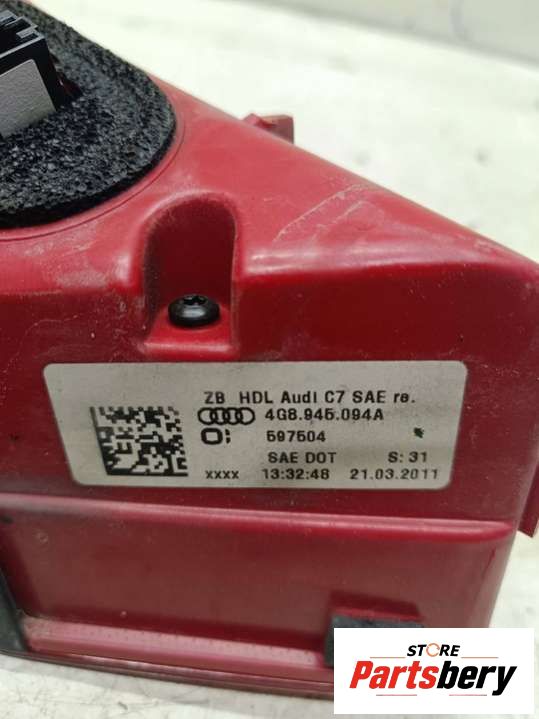 ZB HDL Audi C7 SAE re.
4G8.945.094A
597504
SAE DOT S: 31
xxxx 13:32:48 21.03.2011
STORE
Partsbery